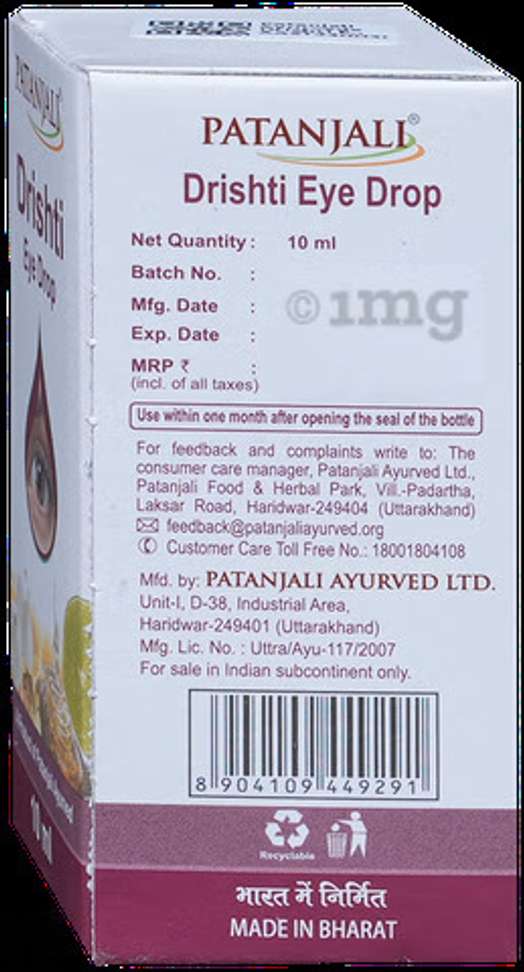 PATANJALI®
Drishti Eye Drop
Net Quantity : 10 ml
Batch No. :
Mfg. Date :
Exp. Date :
MRP ₹ :
(incl. of all taxes)
© 1mg
Use within one month after opening the seal of the bottle
For feedback and complaints write to: The
consumer care manager, Patanjali Ayurved Ltd.,
Patanjali Food & Herbal Park, Vill.-Padartha,
Laksar Road, Haridwar-249404 (Uttarakhand)
feedback@patanjaliayurved.org
Customer Care Toll Free No.: 18001804108
Mfd. by: PATANJALI AYURVED LTD.
Unit-I, D-38, Industrial Area,
Haridwar-249401 (Uttarakhand)
Mfg. Lic. No. : Uttra/Ayu-117/2007
For sale in Indian subcontinent only.
8 904109 449291
Recyclable
भारत में निर्मित
MADE IN BHARAT
PATANJALI
Drishti
Eye Drop
10 ml